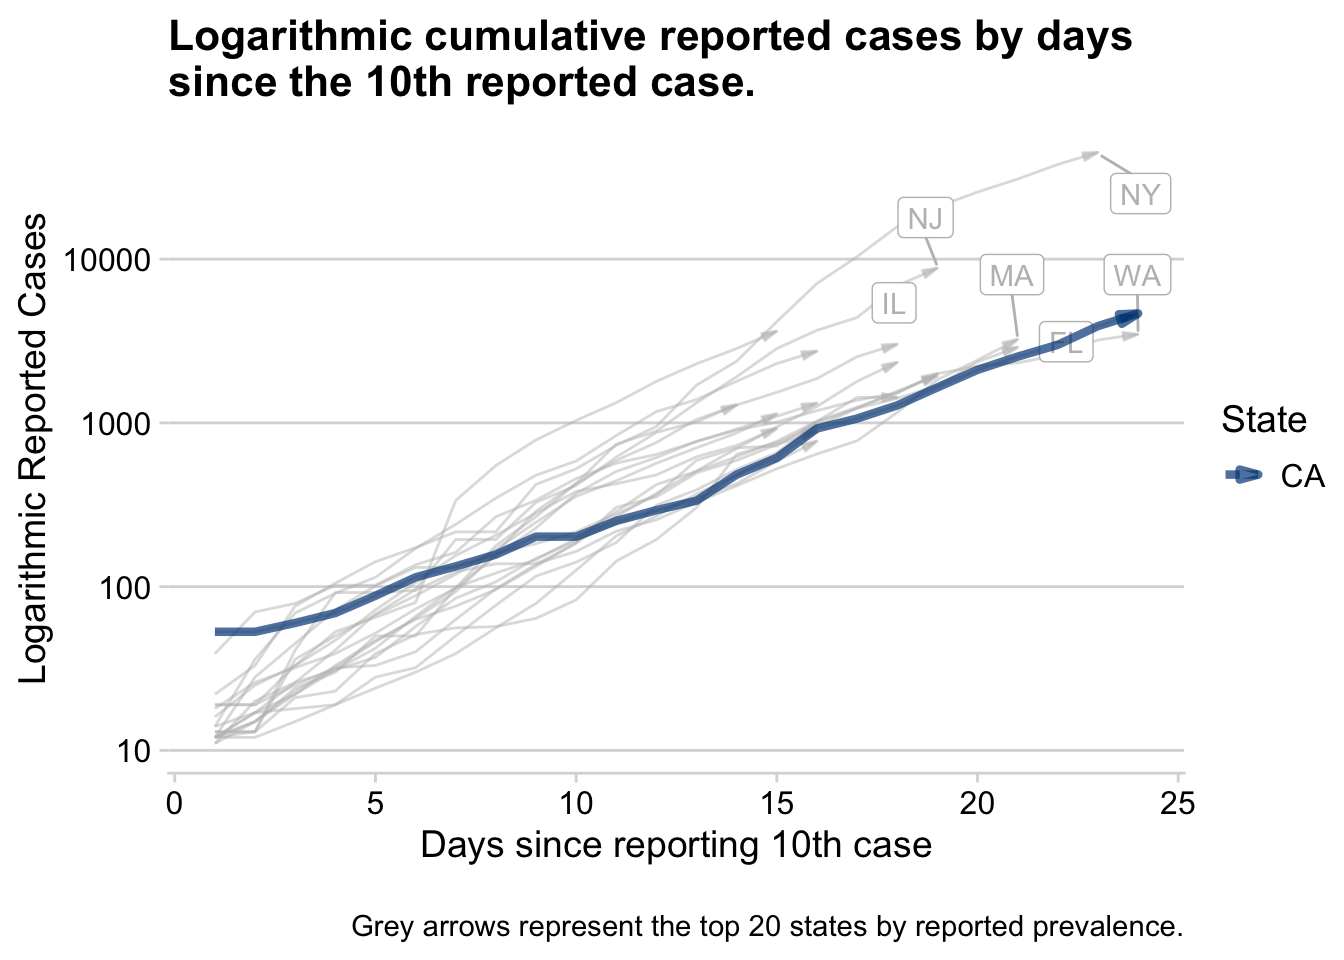 Logarithmic cumulative reported cases by days
since the 10th reported case.
Logarithmic Reported Cases
10000
1000
100
10
NY
NJ
MA
WA
IL
FL
State
CA
0 5 10 15 20 25
Days since reporting 10th case
Grey arrows represent the top 20 states by reported prevalence.